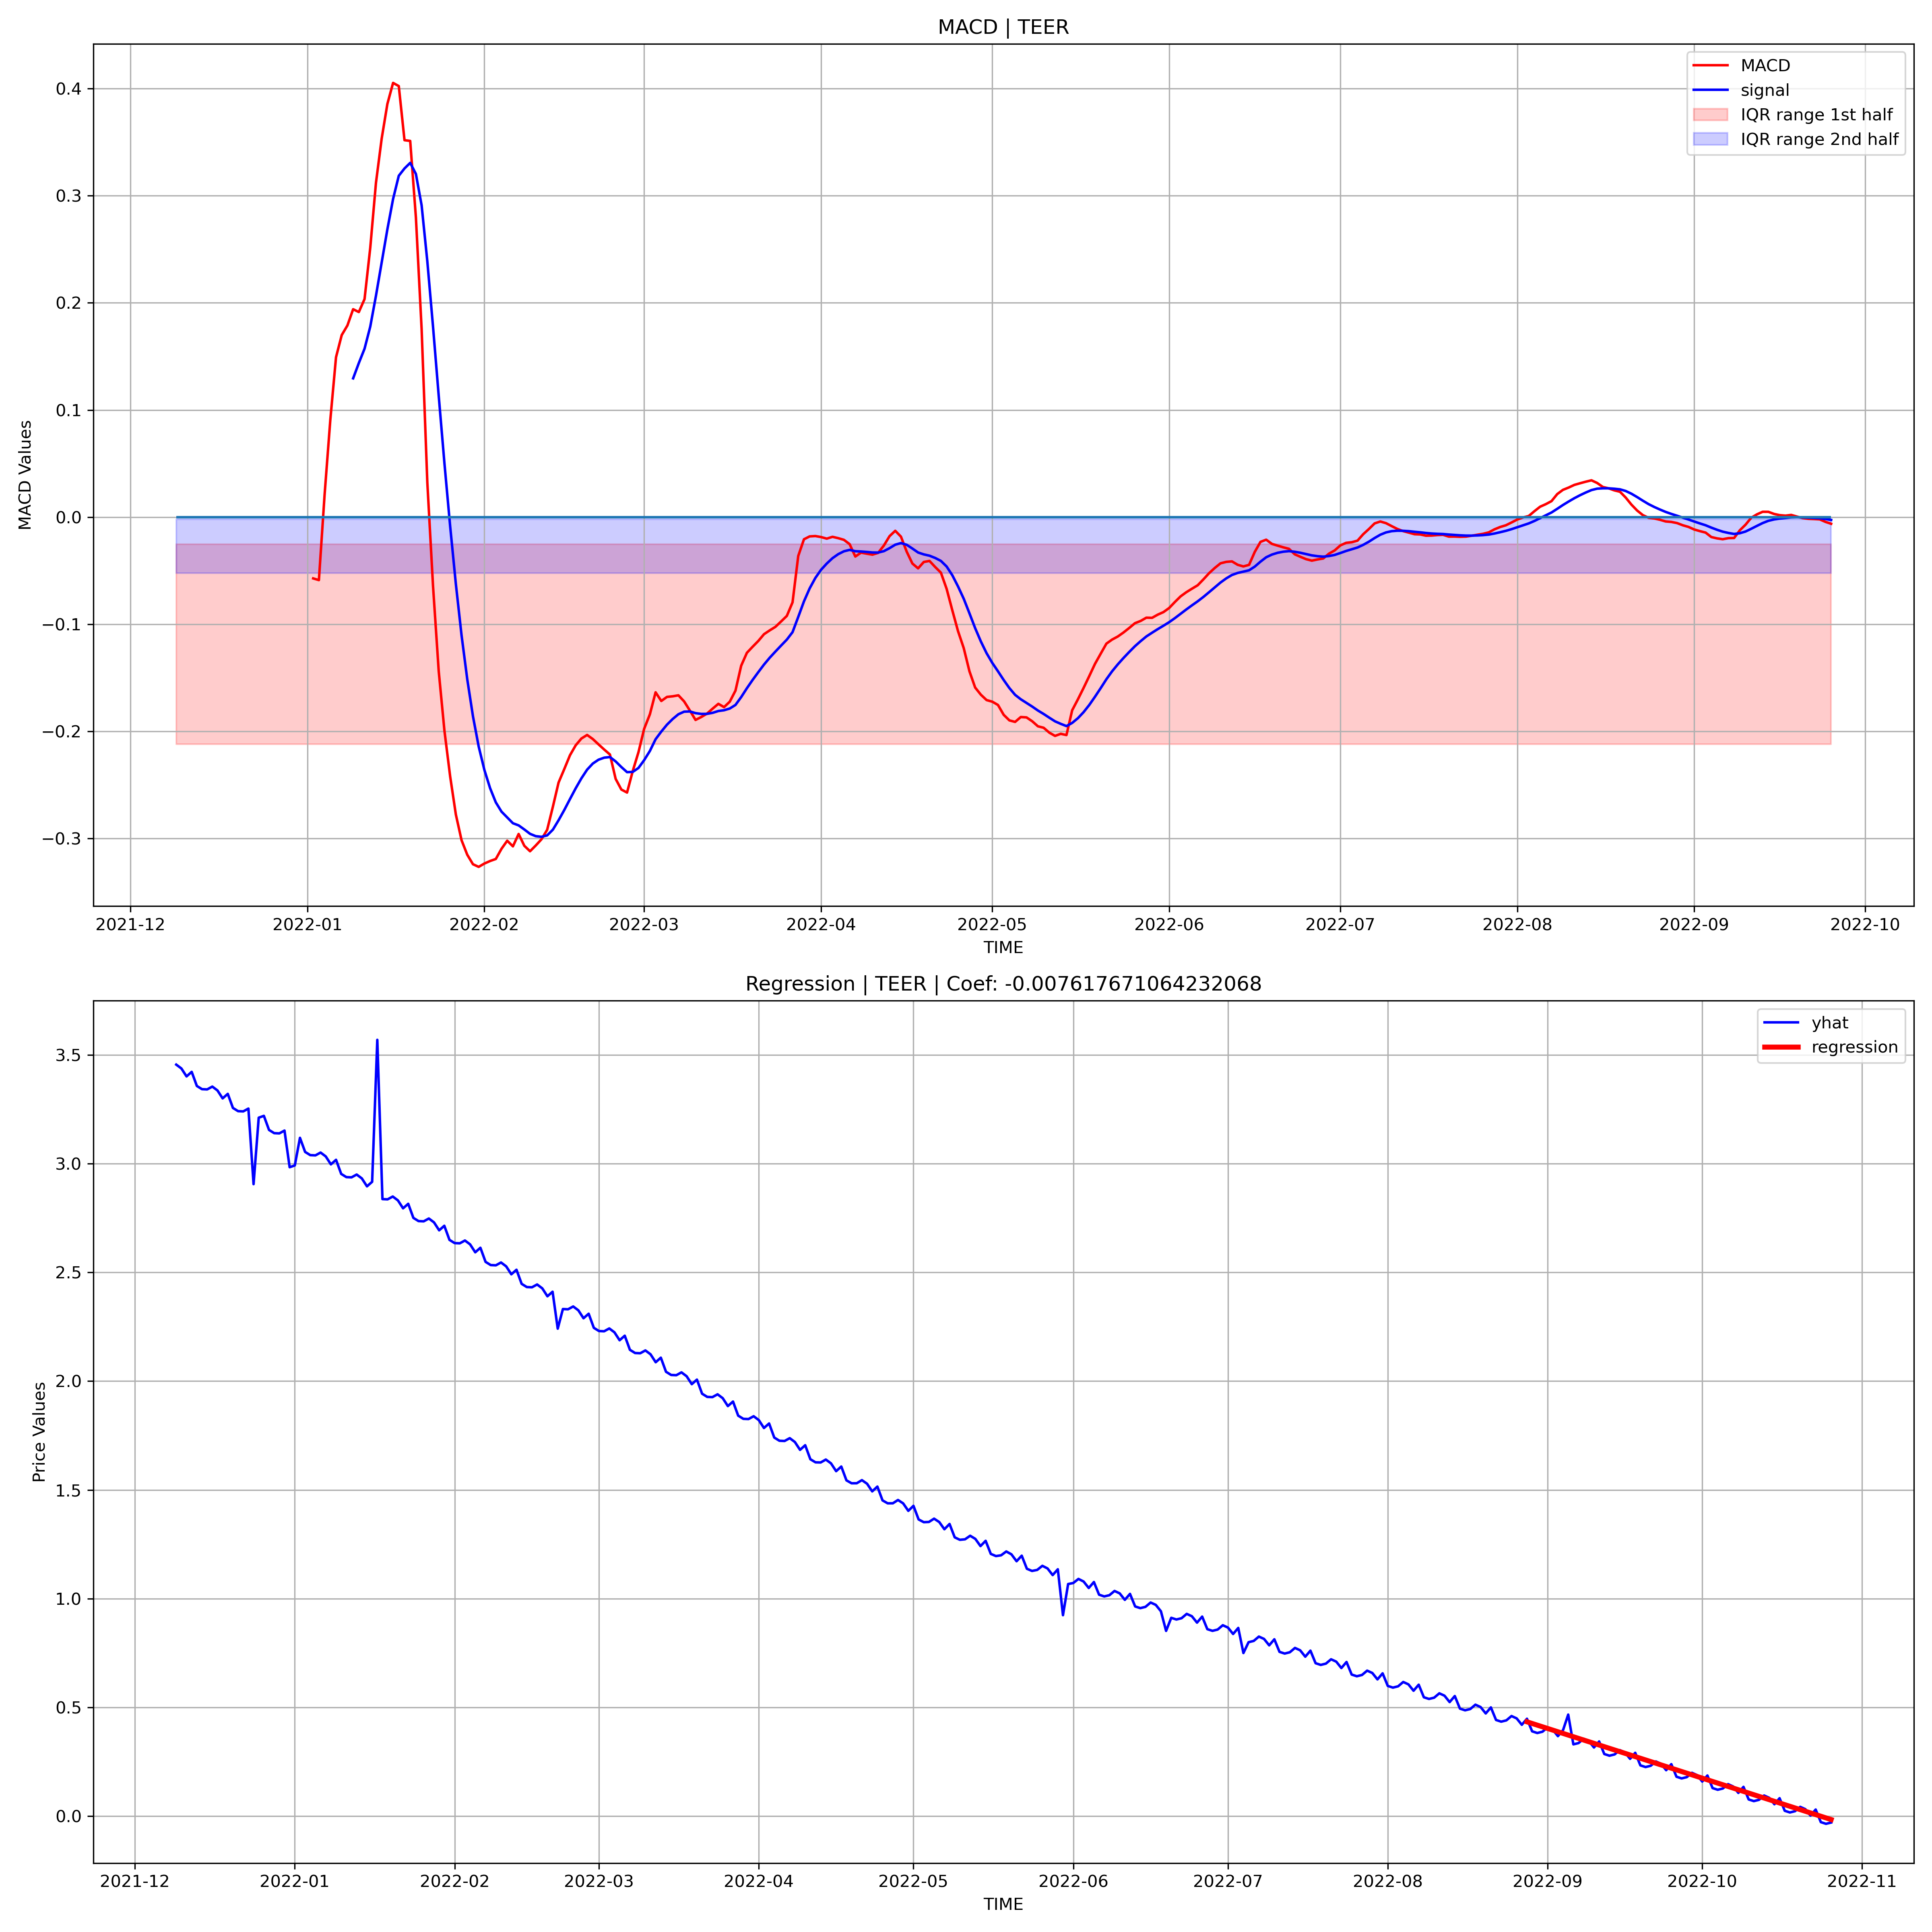 MACD | TEER
MACD
signal
IQR range 1st half
IQR range 2nd half
0.4
0.3
0.2
0.1
0.0
−0.1
−0.2
−0.3
MACD Values
2021-12 2022-01 2022-02 2022-03 2022-04 2022-05 2022-06 2022-07 2022-08 2022-09 2022-10
TIME
Regression | TEER | Coef: -0.007617671064232068
yhat
regression
3.5
3.0
2.5
2.0
1.5
1.0
0.5
0.0
Price Values
2021-12 2022-01 2022-02 2022-03 2022-04 2022-05 2022-06 2022-07 2022-08 2022-09 2022-10 2022-11
TIME